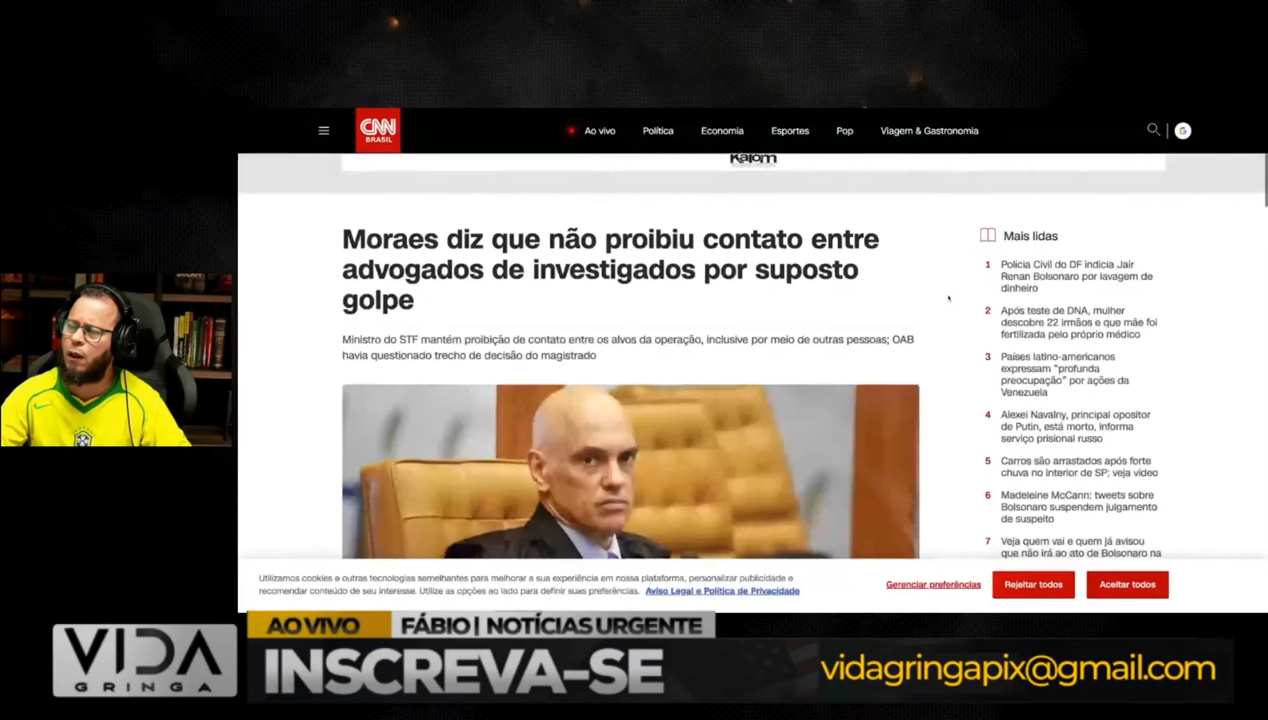 CNN
BRASIL
Ao vivo
Política
Economia
Esportes
Pop
Viagem & Gastronomia
G
Kalom
Moraes diz que não proibiu contato entre
advogados de investigados por suposto
golpe
Ministro do STF mantém proibição de contato entre os alvos da operação, inclusive por meio de outras pessoas; OAB
havia questionado trecho de decisão do magistrado
Mais lidas
1 Polícia Civil do DF indicia Jair
Renan Bolsonaro por lavagem de
dinheiro
2 Após teste de DNA, mulher
descobre 22 irmãos e que mãe foi
fertilizada pelo próprio médico
3 Países latino-americanos
expressam “profunda
preocupação” por ações da
Venezuela
4 Alexei Navalny, principal opositor
de Putin, está morto, informa
serviço prisional russo
5 Carros são arrastados após forte
chuva no interior de SP; veja vídeo
6 Madeleine McCann: tweets sobre
Bolsonaro suspendem julgamento
de suspeito
7 Veja quem vai e quem já avisou
que não irá ao ato de Bolsonaro na
Utilizamos cookies e outras tecnologias semelhantes para melhorar a sua experiência em nossa plataforma, personalizar publicidade e
recomendar conteúdo de seu interesse. Utilize as opções ao lado para definir suas preferências. Aviso Legal e Política de Privacidade
Gerenciar preferências
Rejeitar todos
Aceitar todos
AO VIVO
FÁBIO | NOTÍCIAS URGENTE
VIDA
GRINGA
INSCREVA-SE
vidagringapix@gmail.com